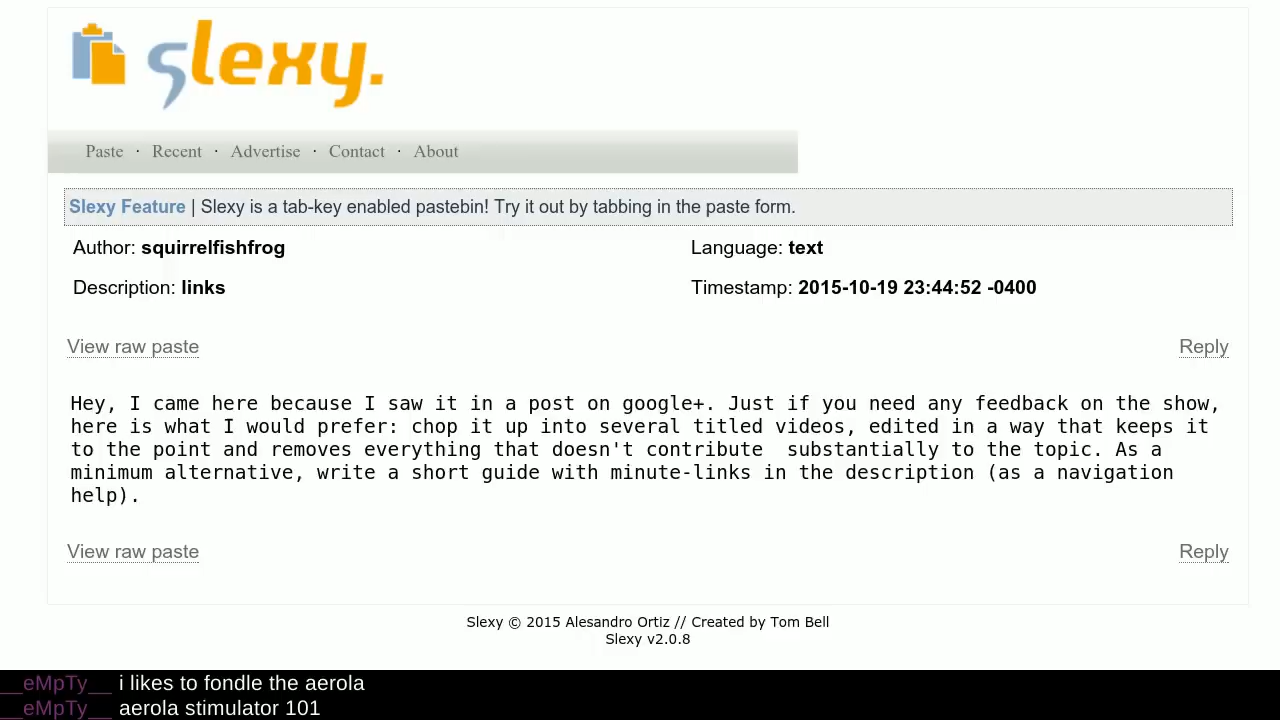 slexy.
Paste · Recent · Advertise · Contact · About
Slexy Feature | Slexy is a tab-key enabled pastebin! Try it out by tabbing in the paste form.
Author: squirrelfishfrog
Language: text
Description: links
Timestamp: 2015-10-19 23:44:52 -0400
View raw paste
Reply
Hey, I came here because I saw it in a post on google+. Just if you need any feedback on the show,
here is what I would prefer: chop it up into several titled videos, edited in a way that keeps it
to the point and removes everything that doesn't contribute  substantially to the topic. As a
minimum alternative, write a short guide with minute-links in the description (as a navigation
help).
View raw paste
Reply
Slexy © 2015 Alesandro Ortiz // Created by Tom Bell
Slexy v2.0.8
__eMpTy__ i likes to fondle the aerola
__eMpTy__ aerola stimulator 101